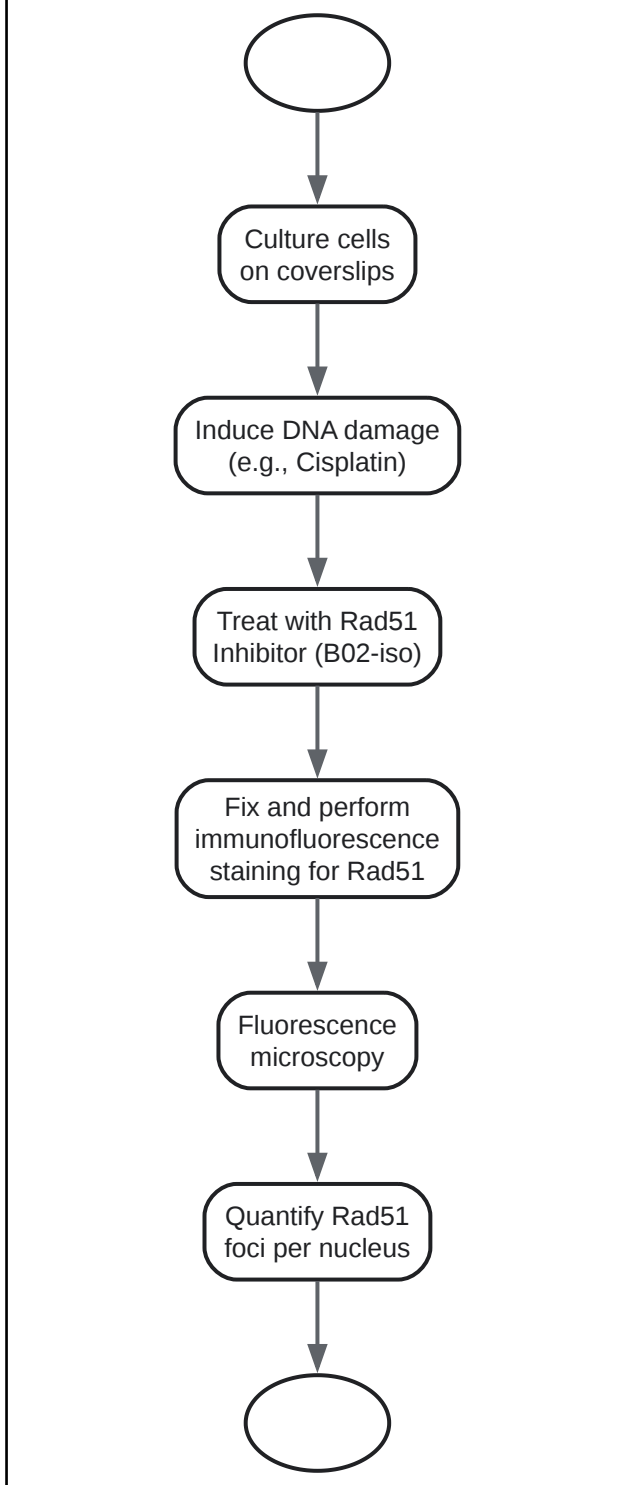 Culture cells
on coverslips
Induce DNA damage
(e.g., Cisplatin)
Treat with Rad51
Inhibitor (B02-iso)
Fix and perform
immunofluorescence
staining for Rad51
Fluorescence
microscopy
Quantify Rad51
foci per nucleus